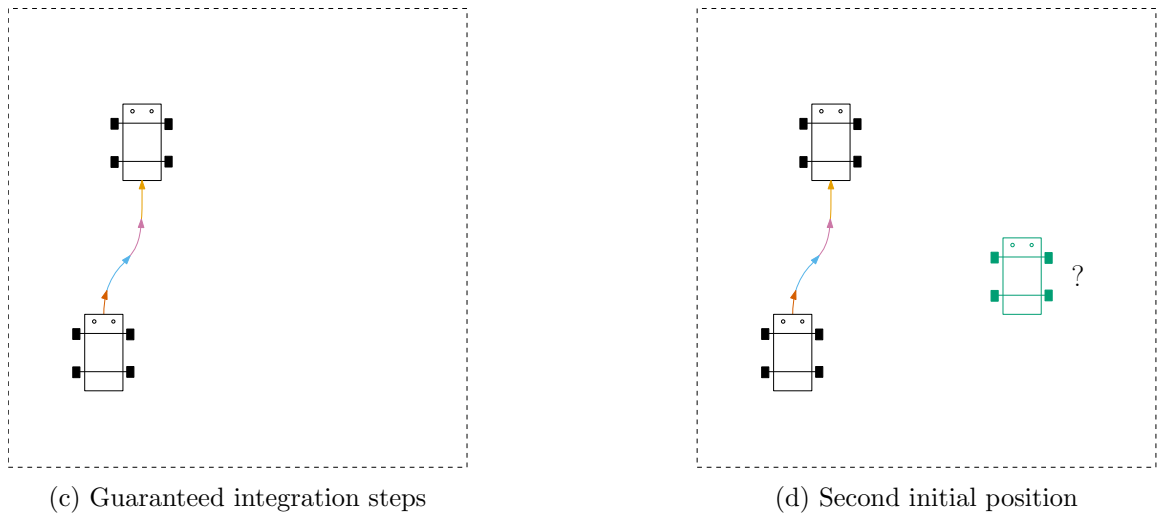 ?
(c) Guaranteed integration steps
(d) Second initial position